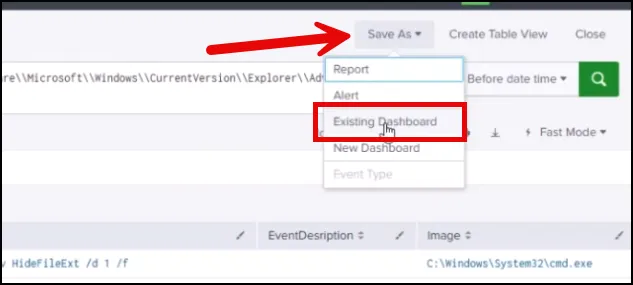 Save As ▾ Create Table View Close
are\\Microsoft\\Windows\\CurrentVersion\\Explorer\\Adv
Before date time ▾
Report
Alert
Existing Dashboard
Fast Mode ▾
New Dashboard
Event Type
EventDesription Image
HideFileExt /d 1 /f C:\Windows\System32\cmd.exe